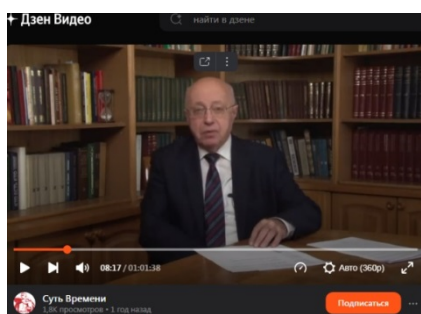 Дзен Видео
найти в дзене
08:17 / 01:01:38
Авто (360p)
Суть Времени
1,8K просмотров • 1 год назад
Подписаться